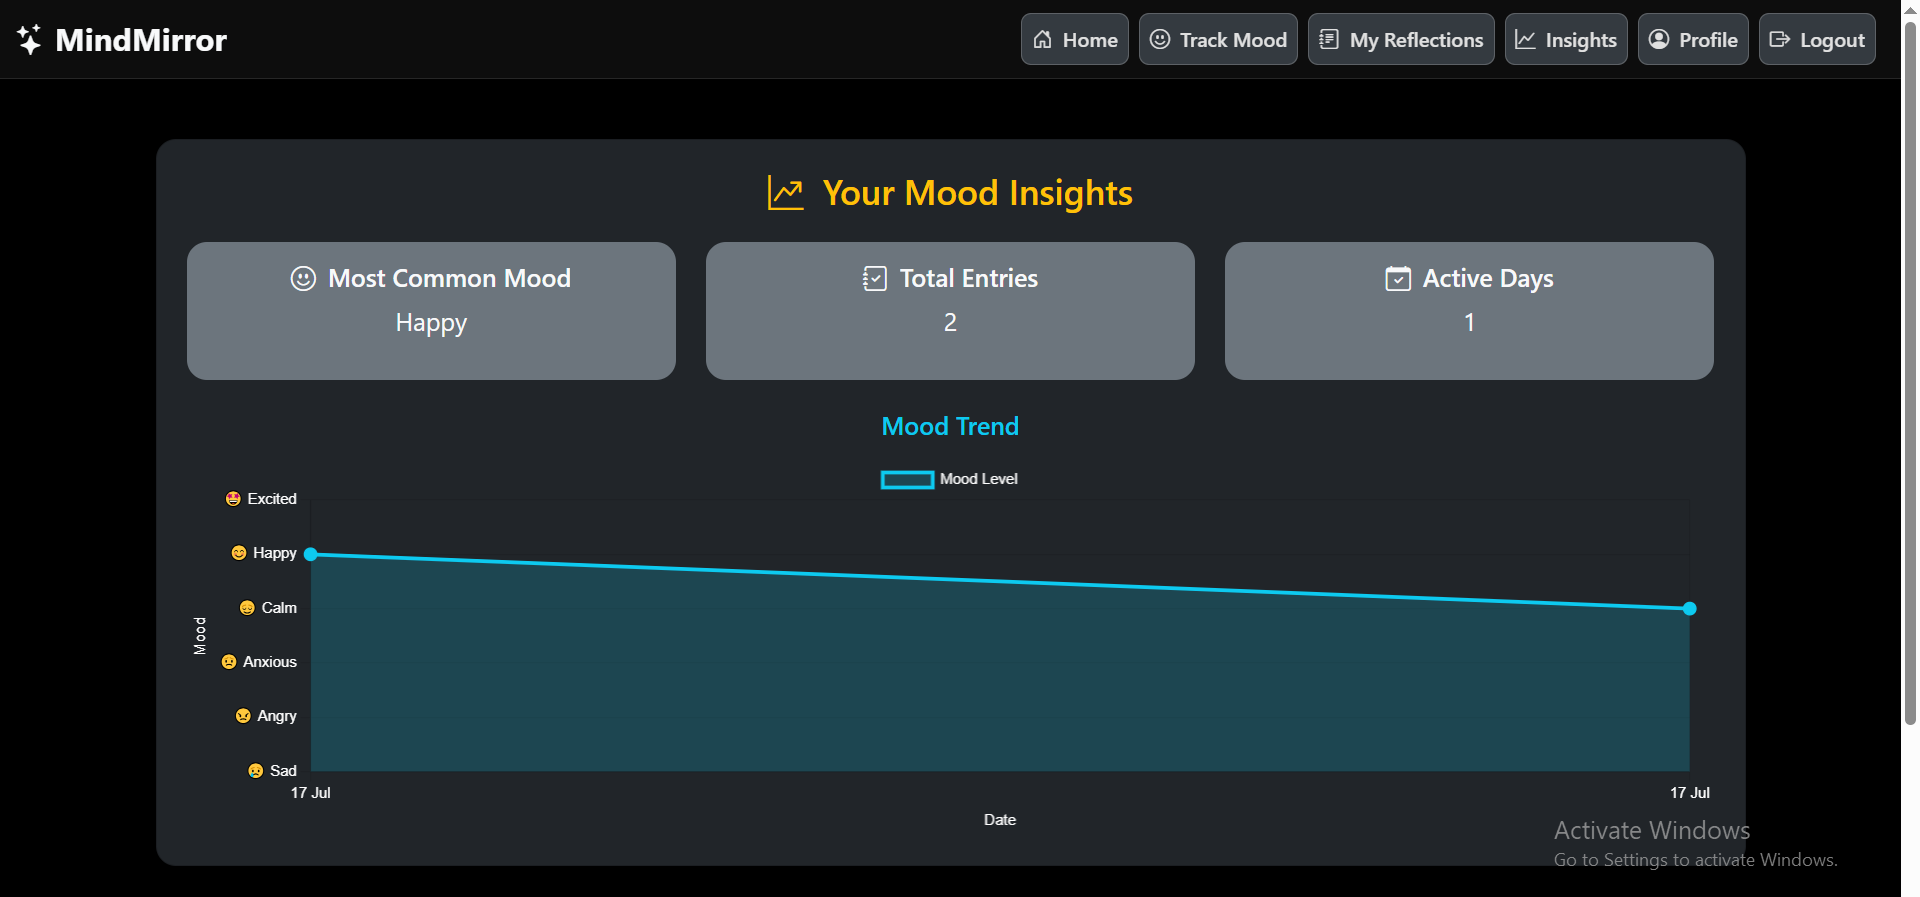 MindMirror
Home
Track Mood
My Reflections
Insights
Profile
Logout
Your Mood Insights
Most Common Mood
Happy
Total Entries
2
Active Days
1
Mood Trend
Mood Level
Mood
🤩 Excited
😊 Happy
😌 Calm
😟 Anxious
😠 Angry
😢 Sad
17 Jul
17 Jul
Date
Activate Windows
Go to Settings to activate Windows.